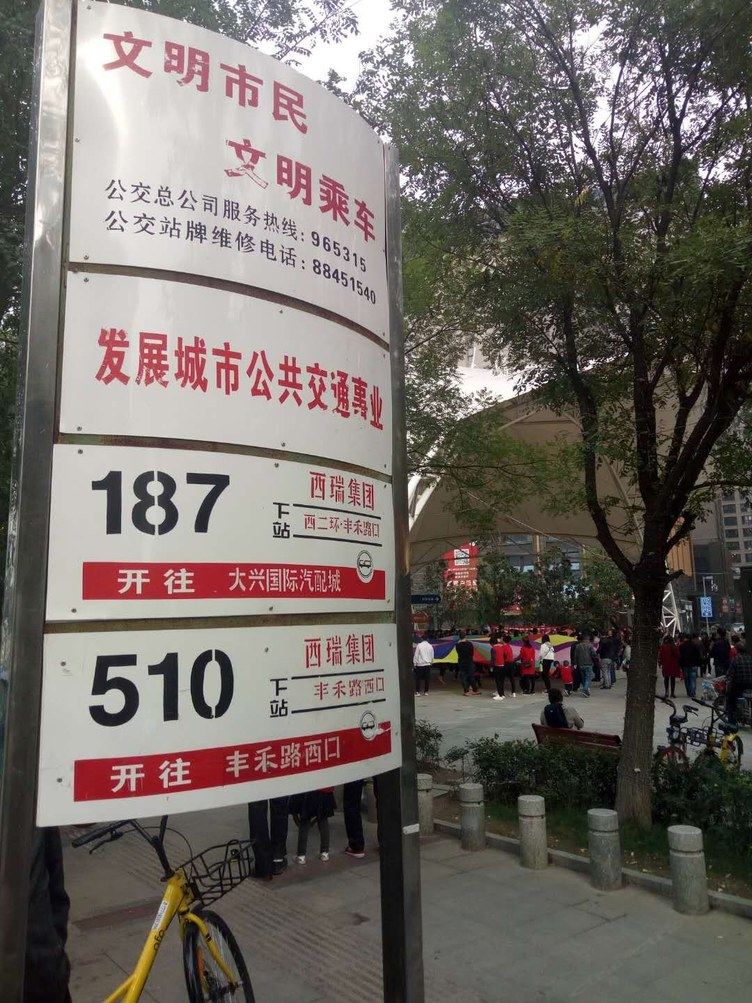 文明市民
文明乘车
公交总公司服务热线：965315
公交站牌维修电话：88451540
发展城市公共交通事业
187
下站
西瑞集团
西二环·丰禾路口
开往 大兴国际汽配城
510
下站
西瑞集团
丰禾路西口
开往 丰禾路西口
ofo